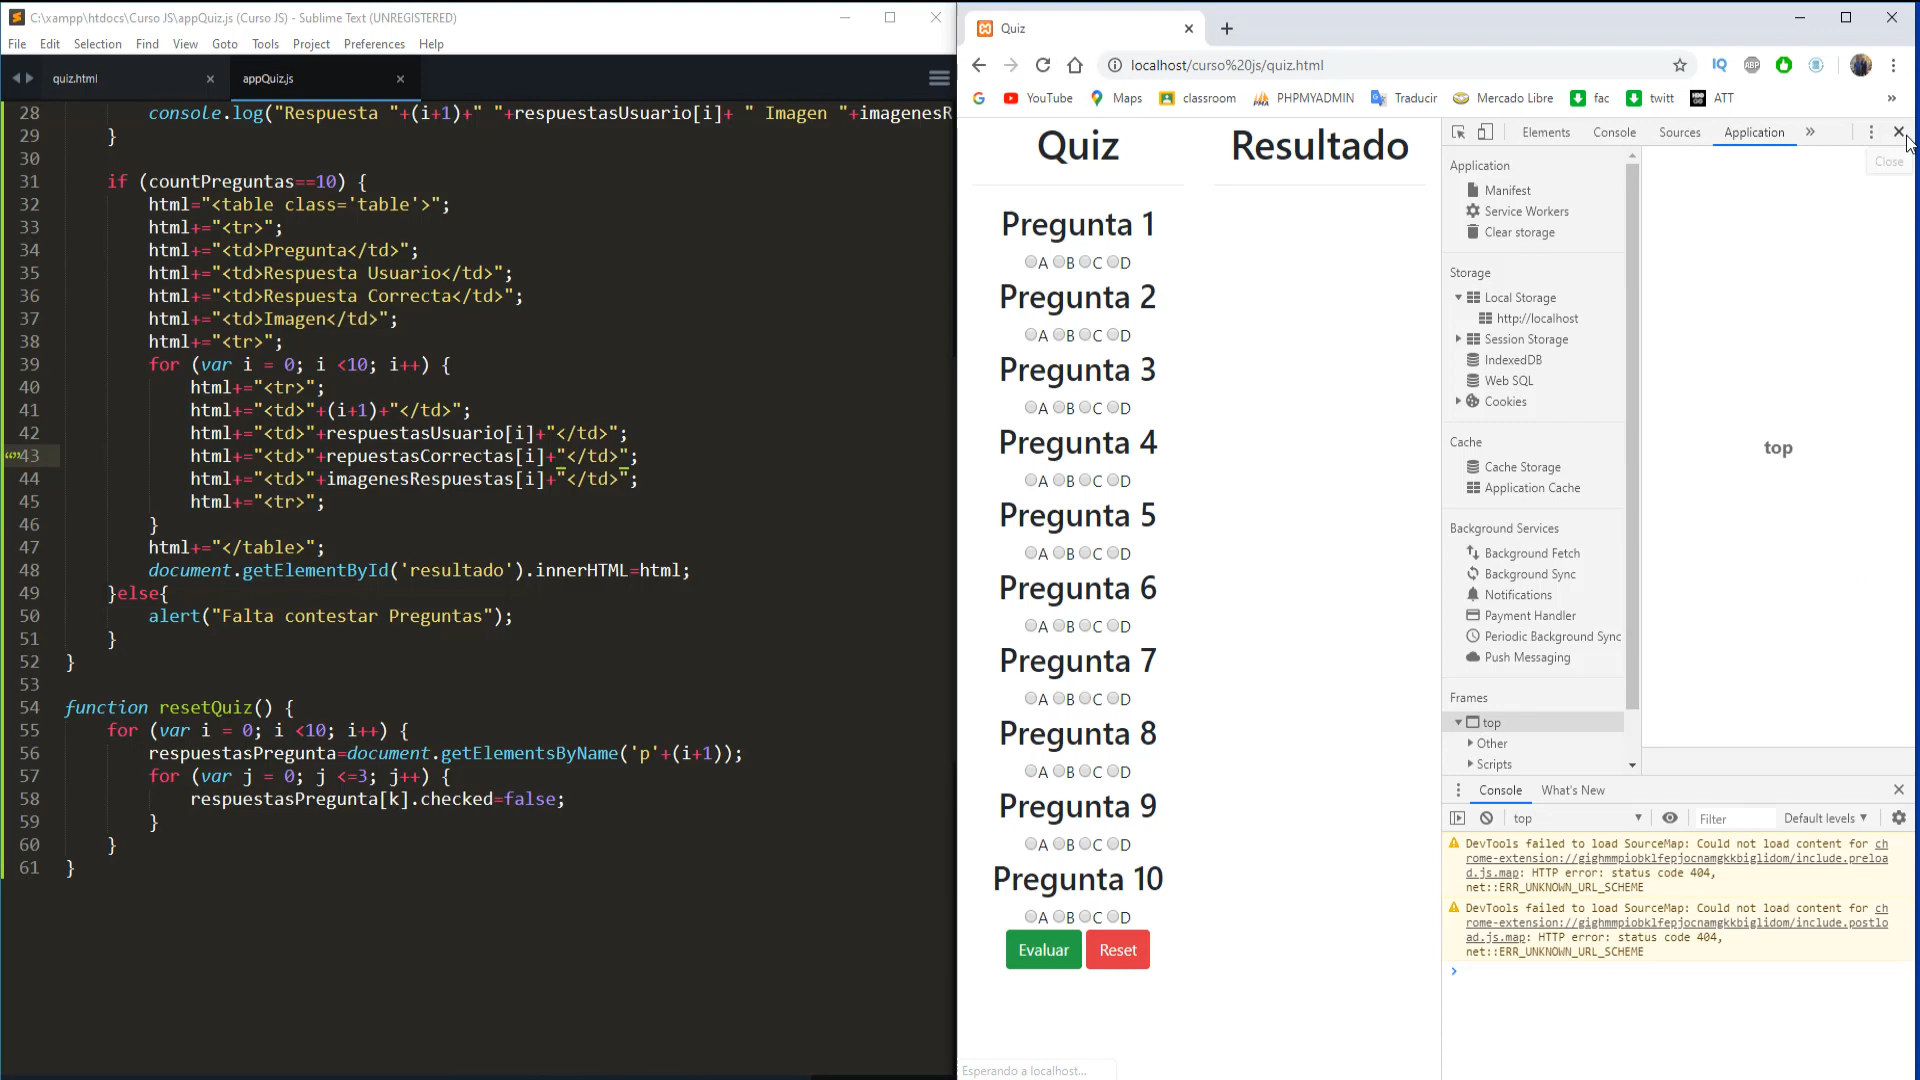 C:\xampp\htdocs\Curso JS\appQuiz.js (Curso JS) - Sublime Text (UNREGISTERED)
File Edit Selection Find View Goto Tools Project Preferences Help
quiz.html
appQuiz.js
28 console.log("Respuesta "+(i+1)+" "+respuestasUsuario[i]+ " Imagen "+imagenesR
29 }
30
31 if (countPreguntas==10) {
32 html="<table class='table'>";
33 html+="<tr>";
34 html+="<td>Pregunta</td>";
35 html+="<td>Respuesta Usuario</td>";
36 html+="<td>Respuesta Correcta</td>";
37 html+="<td>Imagen</td>";
38 html+="<tr>";
39 for (var i = 0; i <10; i++) {
40 html+="<tr>";
41 html+="<td>"+(i+1)+"</td>";
42 html+="<td>"+respuestasUsuario[i]+"</td>";
43 html+="<td>"+repuestasCorrectas[i]+"</td>";
44 html+="<td>"+imagenesRespuestas[i]+"</td>";
45 html+="<tr>";
46 }
47 html+="</table>";
48 document.getElementById('resultado').innerHTML=html;
49 }else{
50 alert("Falta contestar Preguntas");
51 }
52 }
53
54 function resetQuiz() {
55 for (var i = 0; i <10; i++) {
56 respuestasPregunta=document.getElementsByName('p'+(i+1));
57 for (var j = 0; j <=3; j++) {
58 respuestasPregunta[k].checked=false;
59 }
60 }
61 }
Quiz
localhost/curso%20js/quiz.html
IQ ABP
YouTube Maps classroom PHPMYADMIN Traducir Mercado Libre fac twitt ATT »
Quiz
Resultado
Pregunta 1
A B C D
Pregunta 2
A B C D
Pregunta 3
A B C D
Pregunta 4
A B C D
Pregunta 5
A B C D
Pregunta 6
A B C D
Pregunta 7
A B C D
Pregunta 8
A B C D
Pregunta 9
A B C D
Pregunta 10
A B C D
Evaluar Reset
Esperando a localhost...
Elements Console Sources Application »
Close
Application
Manifest
Service Workers
Clear storage
Storage
Local Storage
http://localhost
Session Storage
IndexedDB
Web SQL
Cookies
Cache
Cache Storage
Application Cache
Background Services
Background Fetch
Background Sync
Notifications
Payment Handler
Periodic Background Sync
Push Messaging
Frames
top
Other
Scripts
top
Console What's New
top Filter Default levels
DevTools failed to load SourceMap: Could not load content for ch
rome-extension://gighmmpiobklfepjocnamgkkbiglidom/include.preloa
d.js.map: HTTP error: status code 404,
net::ERR_UNKNOWN_URL_SCHEME
DevTools failed to load SourceMap: Could not load content for ch
rome-extension://gighmmpiobklfepjocnamgkkbiglidom/include.postlo
ad.js.map: HTTP error: status code 404,
net::ERR_UNKNOWN_URL_SCHEME